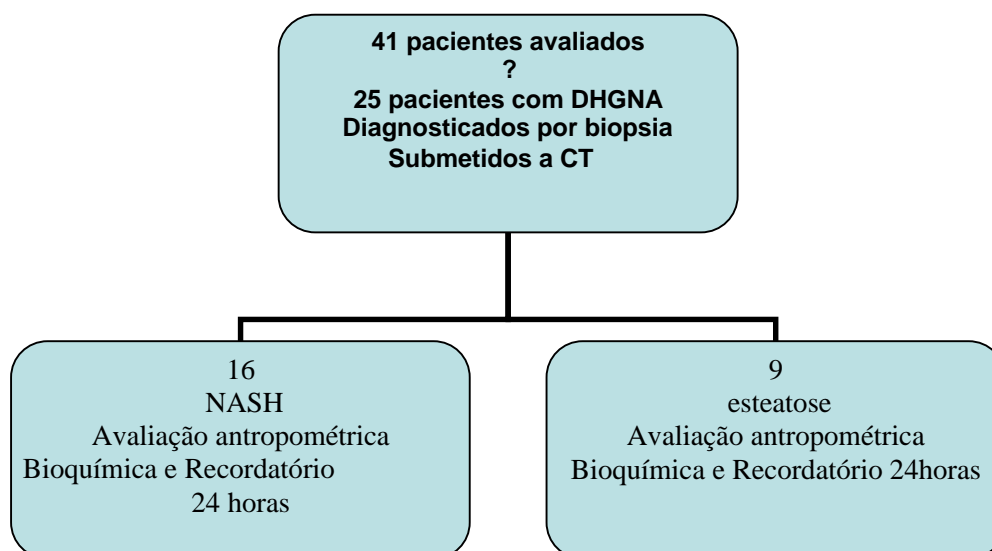 41 pacientes avaliados
?
25 pacientes com DHGNA
Diagnosticados por biopsia
Submetidos a CT
16
NASH
Avaliação antropométrica
Bioquímica e Recordatório
24 horas
9
esteatose
Avaliação antropométrica
Bioquímica e Recordatório 24horas